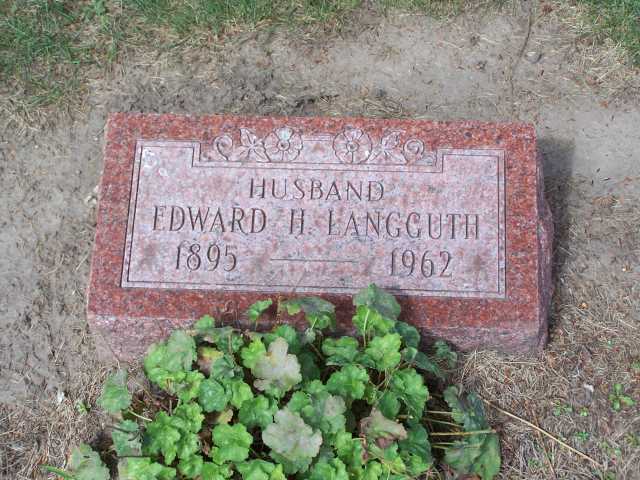 HUSBAND
EDWARD H. LANGGUTH
1895 — 1962